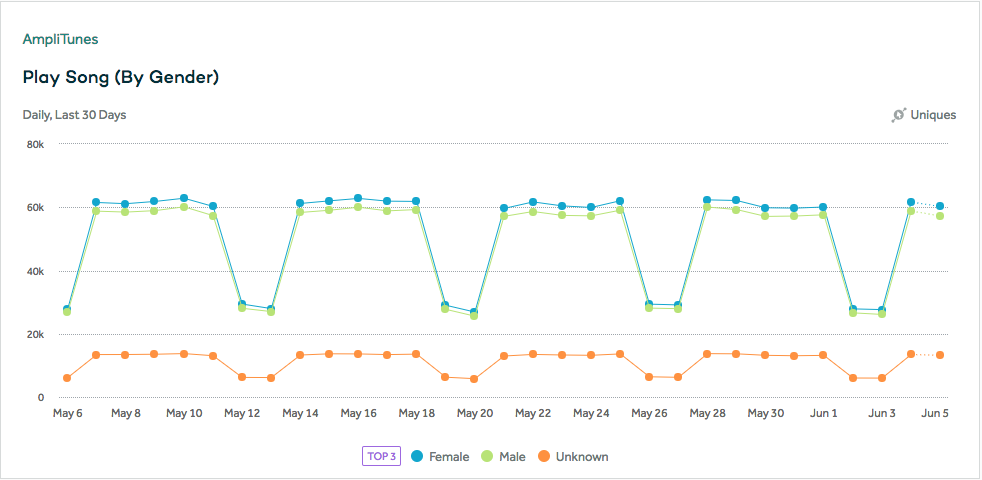 AmpliTunes
Play Song (By Gender)
Daily, Last 30 Days
Uniques
80k
60k
40k
20k
0
May 6 May 8 May 10 May 12 May 14 May 16 May 18 May 20 May 22 May 24 May 26 May 28 May 30 Jun 1 Jun 3 Jun 5
TOP 3 Female Male Unknown